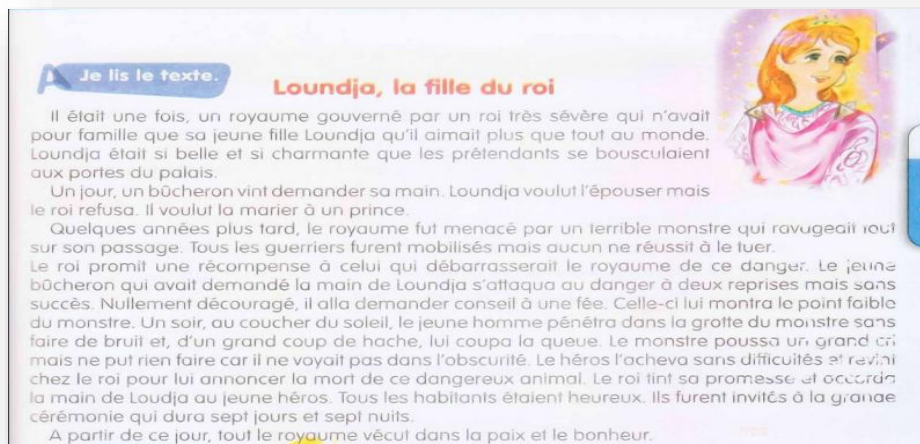 A Je lis le texte.
Loundja, la fille du roi
Il était une fois, un royaume gouverné par un roi très sévère qui n'avait
pour famille que sa jeune fille Loundja qu'il aimait plus que tout au monde.
Loundja était si belle et si charmante que les prétendants se bousculaient
aux portes du palais.
Un jour, un bûcheron vint demander sa main. Loundja voulut l'épouser mais
le roi refusa. Il voulut la marier à un prince.
Quelques années plus tard, le royaume fut menacé par un terrible monstre qui ravageait tout
sur son passage. Tous les guerriers furent mobilisés mais aucun ne réussit à le tuer.
Le roi promit une récompense à celui qui débarrasserait le royaume de ce danger. Le jeune
bûcheron qui avait demandé la main de Loundja s'attaqua au danger à deux reprises mais sans
succès. Nullement découragé, il alla demander conseil à une fée. Celle-ci lui montra le point faible
du monstre. Un soir, au coucher du soleil, le jeune homme pénétra dans la grotte du monstre sans
faire de bruit et, d'un grand coup de hache, lui coupa la queue. Le monstre poussa un grand cri
mais ne put rien faire car il ne voyait pas dans l'obscurité. Le héros l'acheva sans difficultés et revint
chez le roi pour lui annoncer la mort de ce dangereux animal. Le roi tint sa promesse et accorda
la main de Loudja au jeune héros. Tous les habitants étaient heureux. Ils furent invités à la grande
cérémonie qui dura sept jours et sept nuits.
A partir de ce jour, tout le royaume vécut dans la paix et le bonheur.